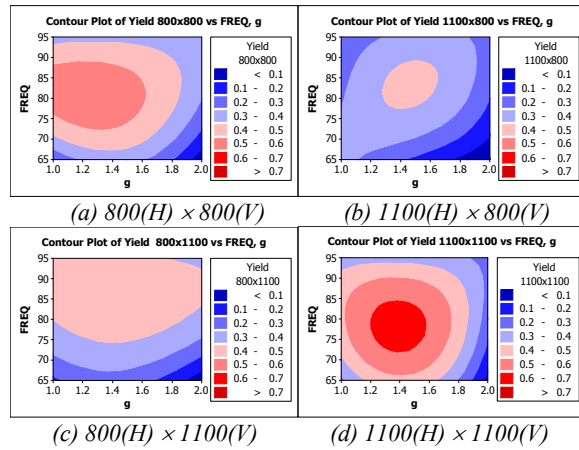 Contour Plot of Yield 800x800 vs FREQ, g
95
90
85
80
75
70
65
FREQ
1.0 1.2 1.4 1.6 1.8 2.0
g
Yield
800x800
< 0.1
0.1 - 0.2
0.2 - 0.3
0.3 - 0.4
0.4 - 0.5
0.5 - 0.6
0.6 - 0.7
> 0.7
(a) 800(H) × 800(V)
Contour Plot of Yield 1100x800 vs FREQ, g
95
90
85
80
75
70
65
FREQ
1.0 1.2 1.4 1.6 1.8 2.0
g
Yield
1100x800
< 0.1
0.1 - 0.2
0.2 - 0.3
0.3 - 0.4
0.4 - 0.5
0.5 - 0.6
0.6 - 0.7
> 0.7
(b) 1100(H) × 800(V)
Contour Plot of Yield 800x1100 vs FREQ, g
95
90
85
80
75
70
65
FREQ
1.0 1.2 1.4 1.6 1.8 2.0
g
Yield
800x1100
< 0.1
0.1 - 0.2
0.2 - 0.3
0.3 - 0.4
0.4 - 0.5
0.5 - 0.6
0.6 - 0.7
> 0.7
(c) 800(H) × 1100(V)
Contour Plot of Yield 1100x1100 vs FREQ, g
95
90
85
80
75
70
65
FREQ
1.0 1.2 1.4 1.6 1.8 2.0
g
Yield
1100x1100
< 0.1
0.1 - 0.2
0.2 - 0.3
0.3 - 0.4
0.4 - 0.5
0.5 - 0.6
0.6 - 0.7
> 0.7
(d) 1100(H) × 1100(V)